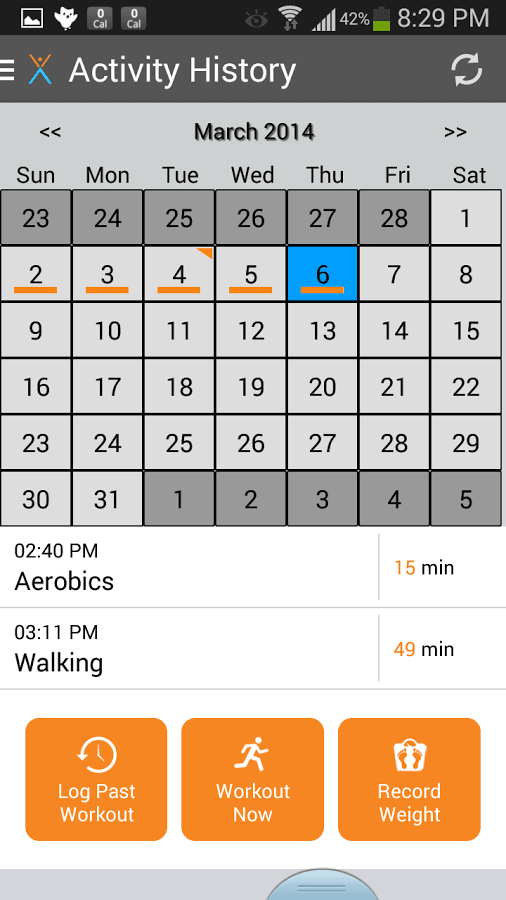 0 Cal 0 Cal 42% 8:29 PM
Activity History
<< March 2014 >>
Sun Mon Tue Wed Thu Fri Sat
23 24 25 26 27 28 1
2 3 4 5 6 7 8
9 10 11 12 13 14 15
16 17 18 19 20 21 22
23 24 25 26 27 28 29
30 31 1 2 3 4 5
02:40 PM
Aerobics 15 min
03:11 PM
Walking 49 min
Log Past Workout
Workout Now
Record Weight